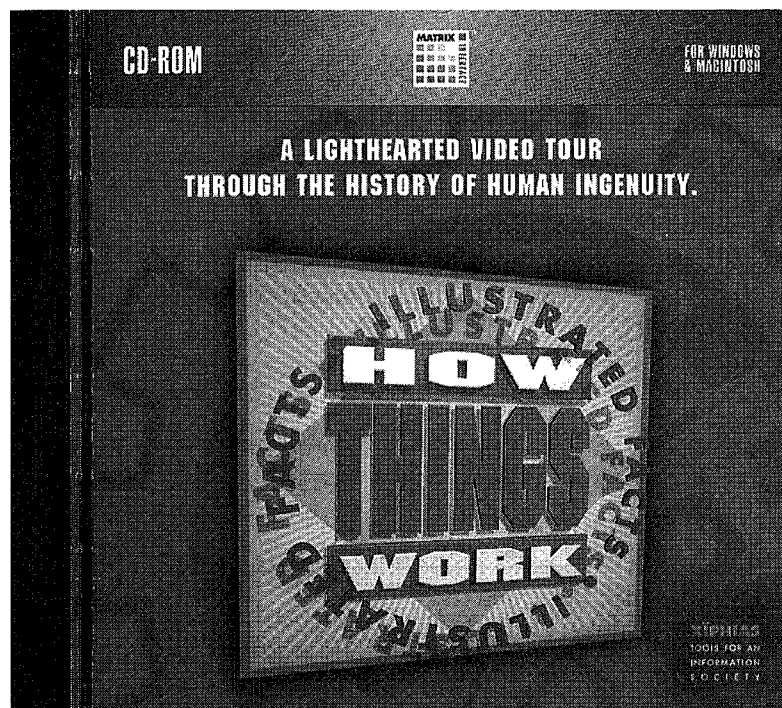 CD-ROM
MATRIX
INTERFACE
FOR WINDOWS
& MACINTOSH
A LIGHTHEARTED VIDEO TOUR
THROUGH THE HISTORY OF HUMAN INGENUITY.
ILLUSTRATED FACTS ILLUSTRATED FACTS
HOW
THINGS
WORK
XIPHIAS
TOOLS FOR AN
INFORMATION
SOCIETY